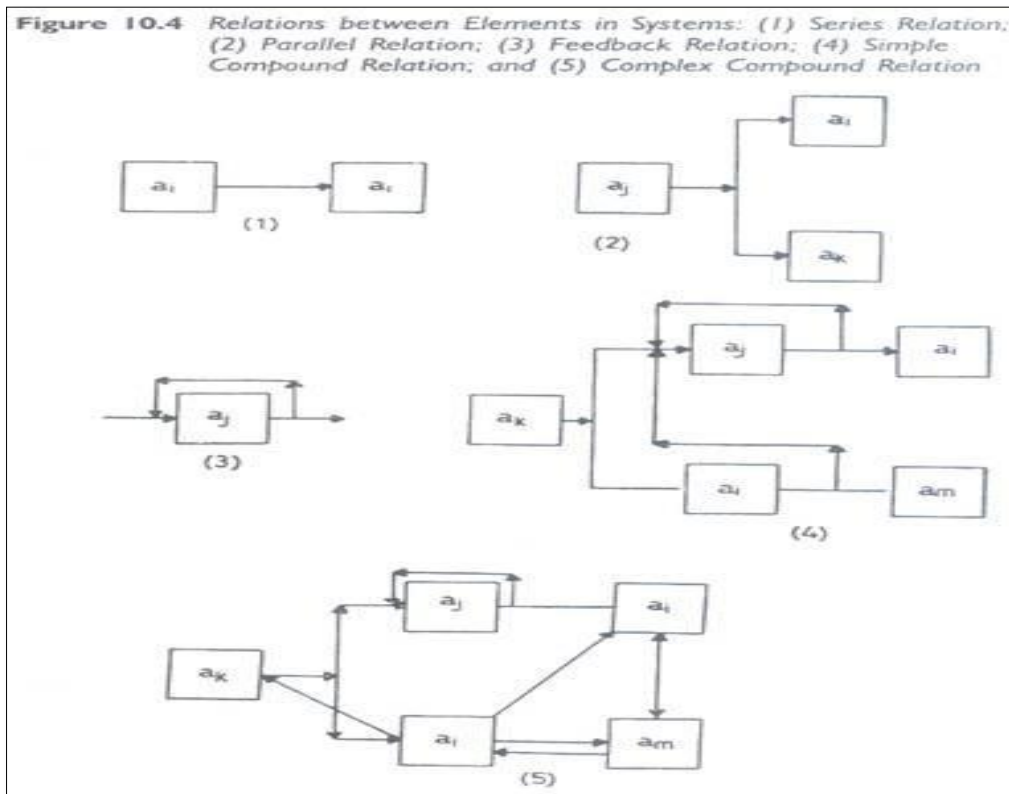 Figure 10.4 Relations between Elements in Systems: (1) Series Relation;
(2) Parallel Relation; (3) Feedback Relation; (4) Simple
Compound Relation; and (5) Complex Compound Relation
aᵢ
aᵢ
(1)
aⱼ
aᵢ
aₖ
(2)
aⱼ
(3)
aₖ
aⱼ
aᵢ
aᵢ
aₘ
(4)
aₖ
aⱼ
aᵢ
aᵢ
aₘ
(5)